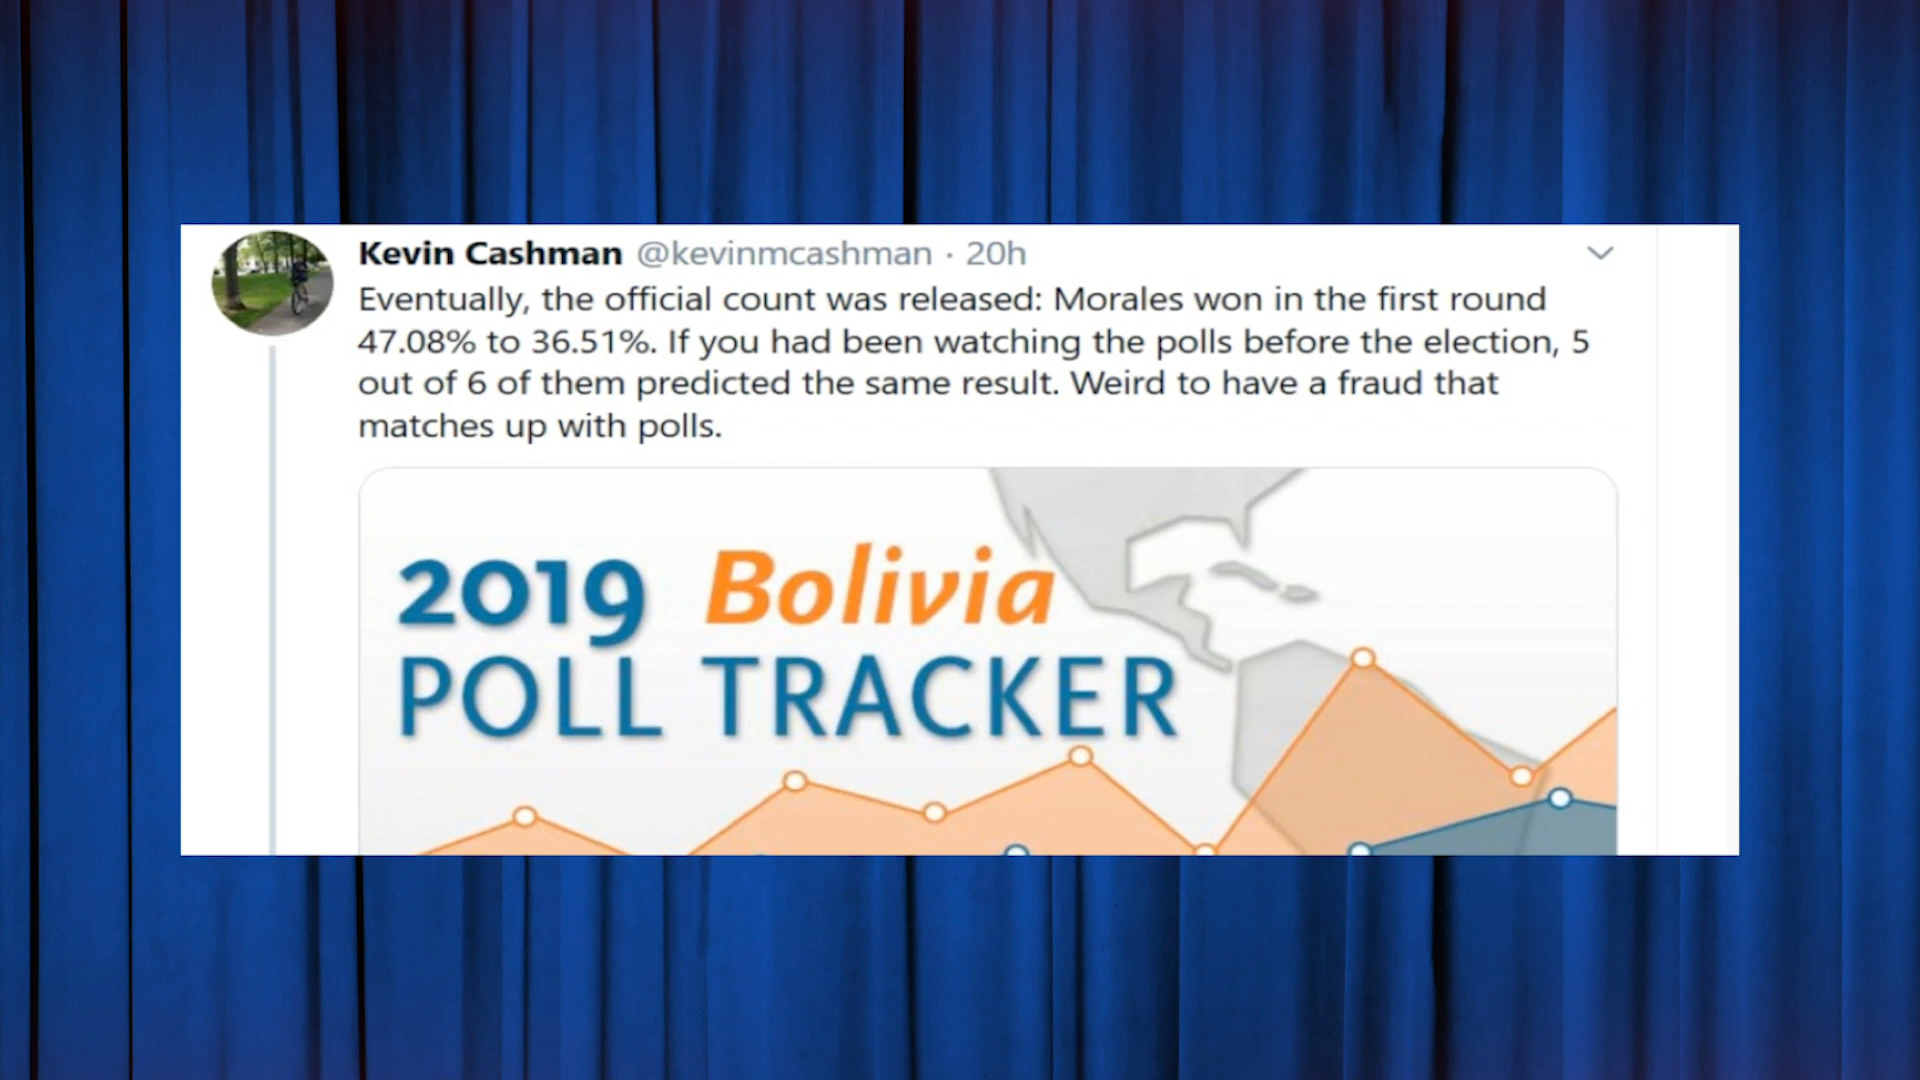 Kevin Cashman @kevinmcashman · 20h
Eventually, the official count was released: Morales won in the first round
47.08% to 36.51%. If you had been watching the polls before the election, 5
out of 6 of them predicted the same result. Weird to have a fraud that
matches up with polls.
2019 Bolivia
POLL TRACKER